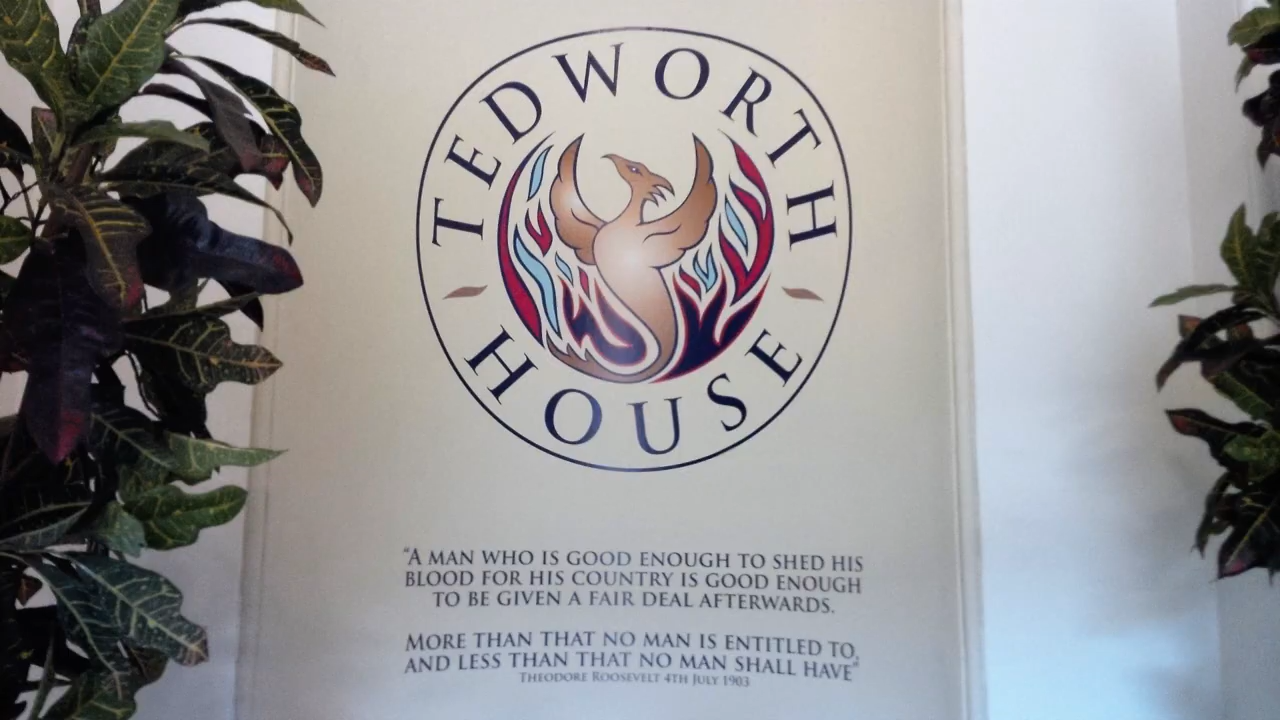 TEDWORTH
HOUSE
"A MAN WHO IS GOOD ENOUGH TO SHED HIS
BLOOD FOR HIS COUNTRY IS GOOD ENOUGH
TO BE GIVEN A FAIR DEAL AFTERWARDS.
MORE THAN THAT NO MAN IS ENTITLED TO,
AND LESS THAN THAT NO MAN SHALL HAVE"
THEODORE ROOSEVELT 4TH JULY 1903